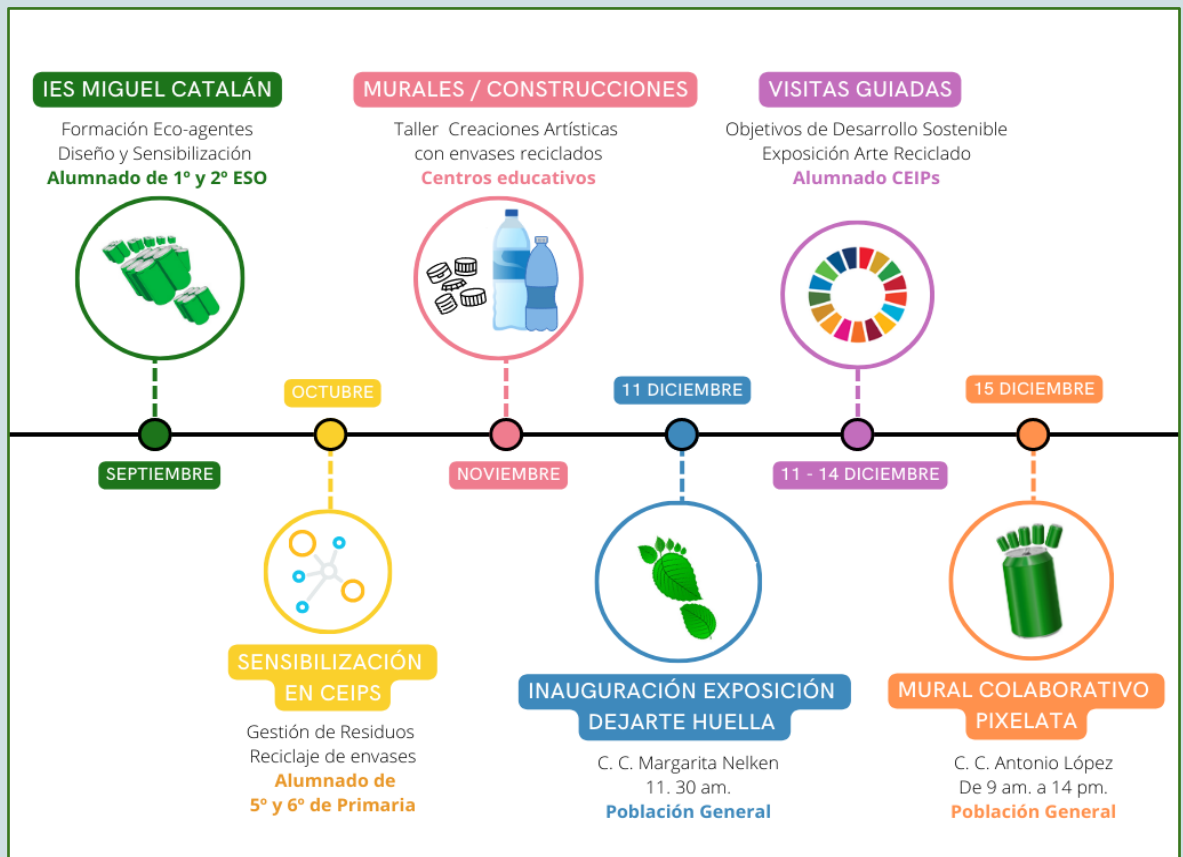 IES MIGUEL CATALÁN
Formación Eco-agentes
Diseño y Sensibilización
Alumnado de 1º y 2º ESO
SEPTIEMBRE
OCTUBRE
SENSIBILIZACIÓN
EN CEIPS
Gestión de Residuos
Reciclaje de envases
Alumnado de
5º y 6º de Primaria
MURALES / CONSTRUCCIONES
Taller Creaciones Artísticas
con envases reciclados
Centros educativos
NOVIEMBRE
11 DICIEMBRE
INAUGURACIÓN EXPOSICIÓN
DEJARTE HUELLA
C. C. Margarita Nelken
11. 30 am.
Población General
VISITAS GUIADAS
Objetivos de Desarrollo Sostenible
Exposición Arte Reciclado
Alumnado CEIPs
11 - 14 DICIEMBRE
15 DICIEMBRE
MURAL COLABORATIVO
PIXELATA
C. C. Antonio López
De 9 am. a 14 pm.
Población General